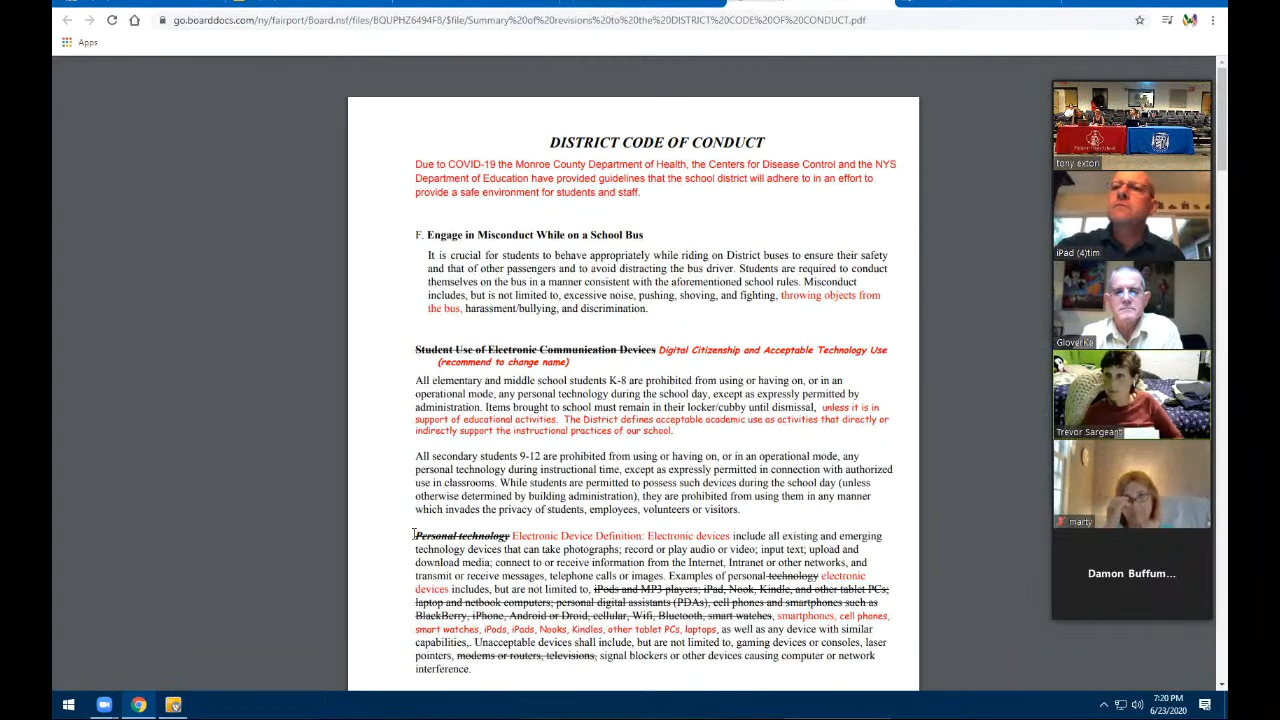 go.boarddocs.com/ny/fairport/Board.nsf/files/BQUPHZ6494F8/$file/Summary%20of%20revisions%20to%20the%20DISTRICT%20CODE%20OF%20CONDUCT.pdf
Apps
DISTRICT CODE OF CONDUCT
Due to COVID-19 the Monroe County Department of Health, the Centers for Disease Control and the NYS
Department of Education have provided guidelines that the school district will adhere to in an effort to
provide a safe environment for students and staff.
F. Engage in Misconduct While on a School Bus
It is crucial for students to behave appropriately while riding on District buses to ensure their safety
and that of other passengers and to avoid distracting the bus driver. Students are required to conduct
themselves on the bus in a manner consistent with the aforementioned school rules. Misconduct
includes, but is not limited to, excessive noise, pushing, shoving, and fighting, throwing objects from
the bus, harassment/bullying, and discrimination.
Student Use of Electronic Communication Devices Digital Citizenship and Acceptable Technology Use
(recommend to change name)
All elementary and middle school students K-8 are prohibited from using or having on, or in an
operational mode, any personal technology during the school day, except as expressly permitted by
administration. Items brought to school must remain in their locker/cubby until dismissal, unless it is in
support of educational activities. The District defines acceptable academic use as activities that directly or
indirectly support the instructional practices of our school.
All secondary students 9-12 are prohibited from using or having on, or in an operational mode, any
personal technology during instructional time, except as expressly permitted in connection with authorized
use in classrooms. While students are permitted to possess such devices during the school day (unless
otherwise determined by building administration), they are prohibited from using them in any manner
which invades the privacy of students, employees, volunteers or visitors.
Personal technology Electronic Device Definition: Electronic devices include all existing and emerging
technology devices that can take photographs; record or play audio or video; input text; upload and
download media; connect to or receive information from the Internet, Intranet or other networks, and
transmit or receive messages, telephone calls or images. Examples of personal technology electronic
devices includes, but are not limited to, iPods and MP3 players; iPad, Nook, Kindle, and other tablet PCs;
laptop and netbook computers; personal digital assistants (PDAs), cell phones and smartphones such as
BlackBerry, iPhone, Android or Droid, cellular, Wifi, Bluetooth, smart watches, smartphones, cell phones,
smart watches, iPods, iPads, Nooks, Kindles, other tablet PCs, laptops, as well as any device with similar
capabilities,. Unacceptable devices shall include, but are not limited to, gaming devices or consoles, laser
pointers, modems or routers, televisions, signal blockers or other devices causing computer or network
interference.
tony exton
iPad (4)tim
GloverKe
Trevor Sargeant
marty
Damon Buffum...
7:20 PM
6/23/2020